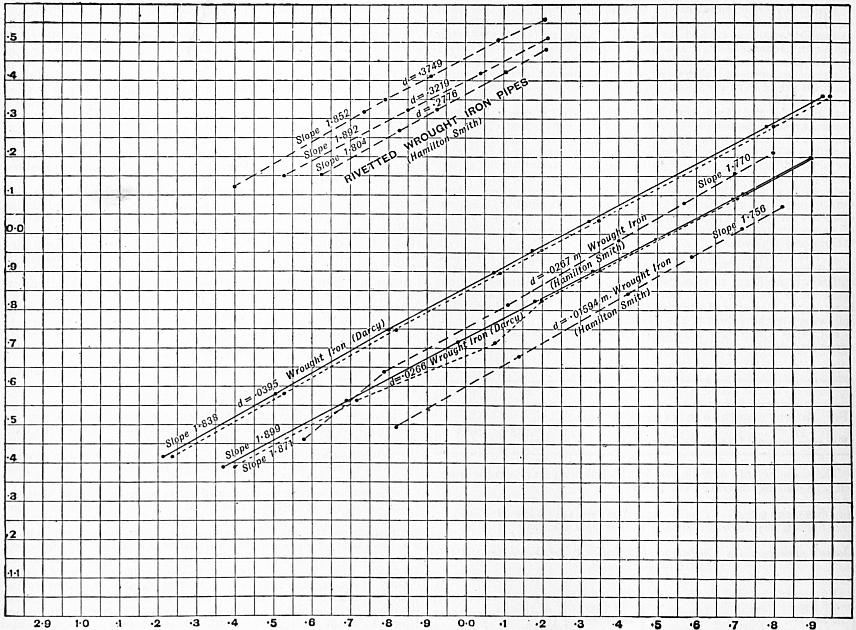 ·5
·4
·3
·2
·1
0·0
·9
·8
·7
·6
·5
·4
·3
·2
·1
d=·3749
Slope 1·852
d=·3219
Slope 1·892
d=·2776
Slope 1·804
RIVETTED WROUGHT IRON PIPES
(Hamilton Smith)
Slope 1·770
d=·0267 m Wrought Iron
(Hamilton Smith)
Slope 1·756
d=·01594 m. Wrought Iron
(Hamilton Smith)
d=·0395 Wrought Iron (Darcy)
Slope 1·838
d=·0266 Wrought Iron (Darcy)
Slope 1·899
Slope 1·871
2·9 1·0 ·1 ·2 ·3 ·4 ·5 ·6 ·7 ·8 ·9 0·0 ·1 ·2 ·3 ·4 ·5 ·6 ·7 ·8 ·9